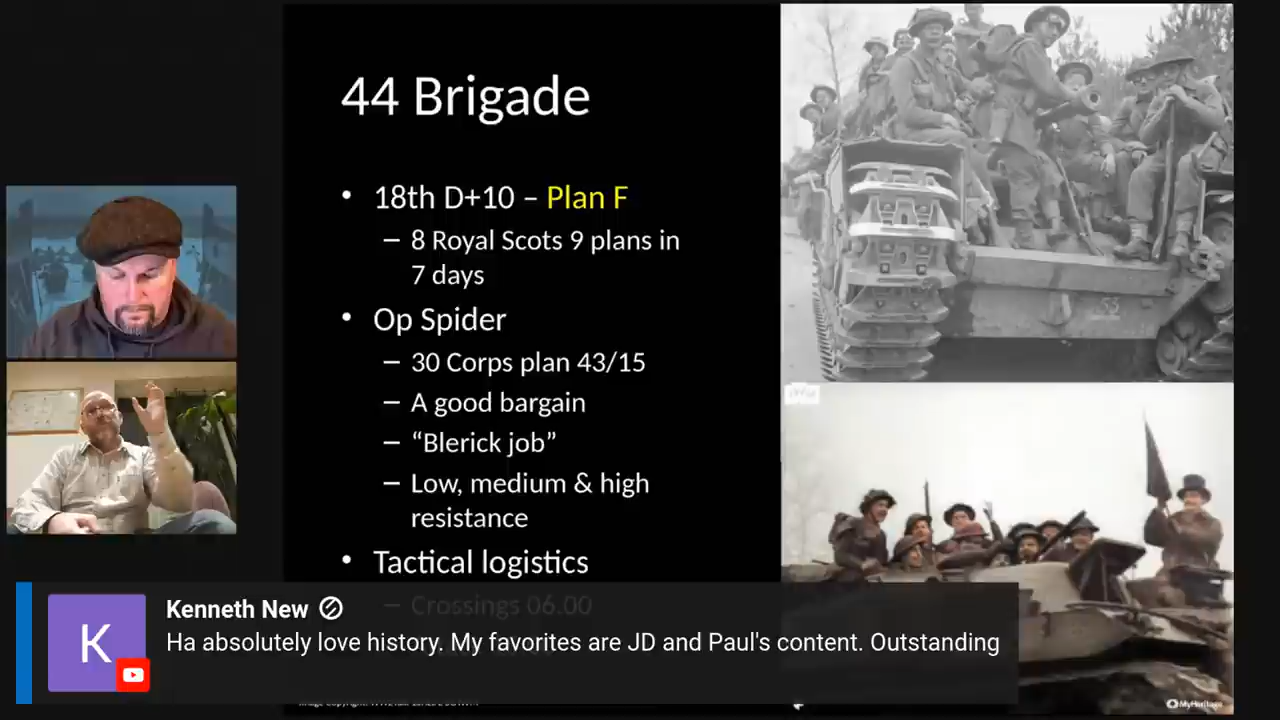 44 Brigade
• 18th D+10 – Plan F
– 8 Royal Scots 9 plans in
7 days
• Op Spider
– 30 Corps plan 43/15
– A good bargain
– “Blerick job”
– Low, medium & high
resistance
• Tactical logistics
– Crossings 06.00
Kenneth New
K
Ha absolutely love history. My favorites are JD and Paul's content. Outstanding
53
MyHeritage